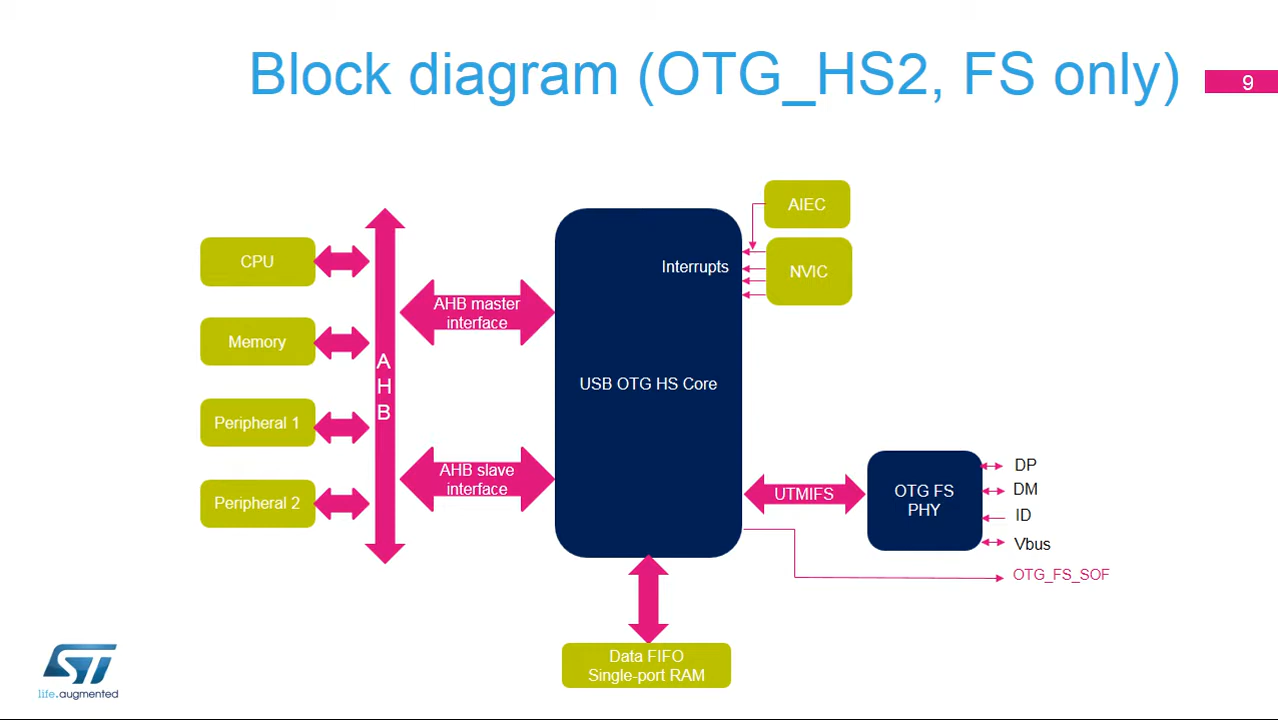 Block diagram (OTG_HS2, FS only)
9
AIEC
CPU
Interrupts
NVIC
AHB master
interface
Memory
A
H
B
USB OTG HS Core
Peripheral 1
AHB slave
interface
Peripheral 2
UTMIFS
OTG FS
PHY
DP
DM
ID
Vbus
OTG_FS_SOF
Data FIFO
Single-port RAM
ST
life.augmented